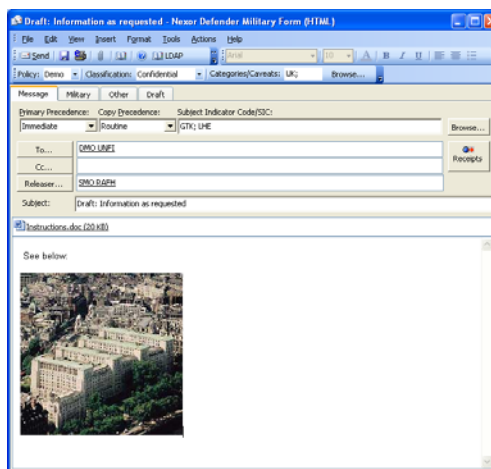 Draft: Information as requested - Nexor Defender Military Form (HTML)
File Edit View Insert Format Tools Actions Help
Send LDAP Arial 10 A B I U
Policy: Demo Classification: Confidential Categories/Caveats: UK; Browse...
Message Military Other Draft
Primary Precedence: Copy Precedence: Subject Indicator Code/SIC:
Immediate Routine GTK; LHE Browse...
To... DMO UNFI
Cc... Receipts
Releaser... SMO RAFH
Subject: Draft: Information as requested
Instructions.doc (20 KB)
See below: